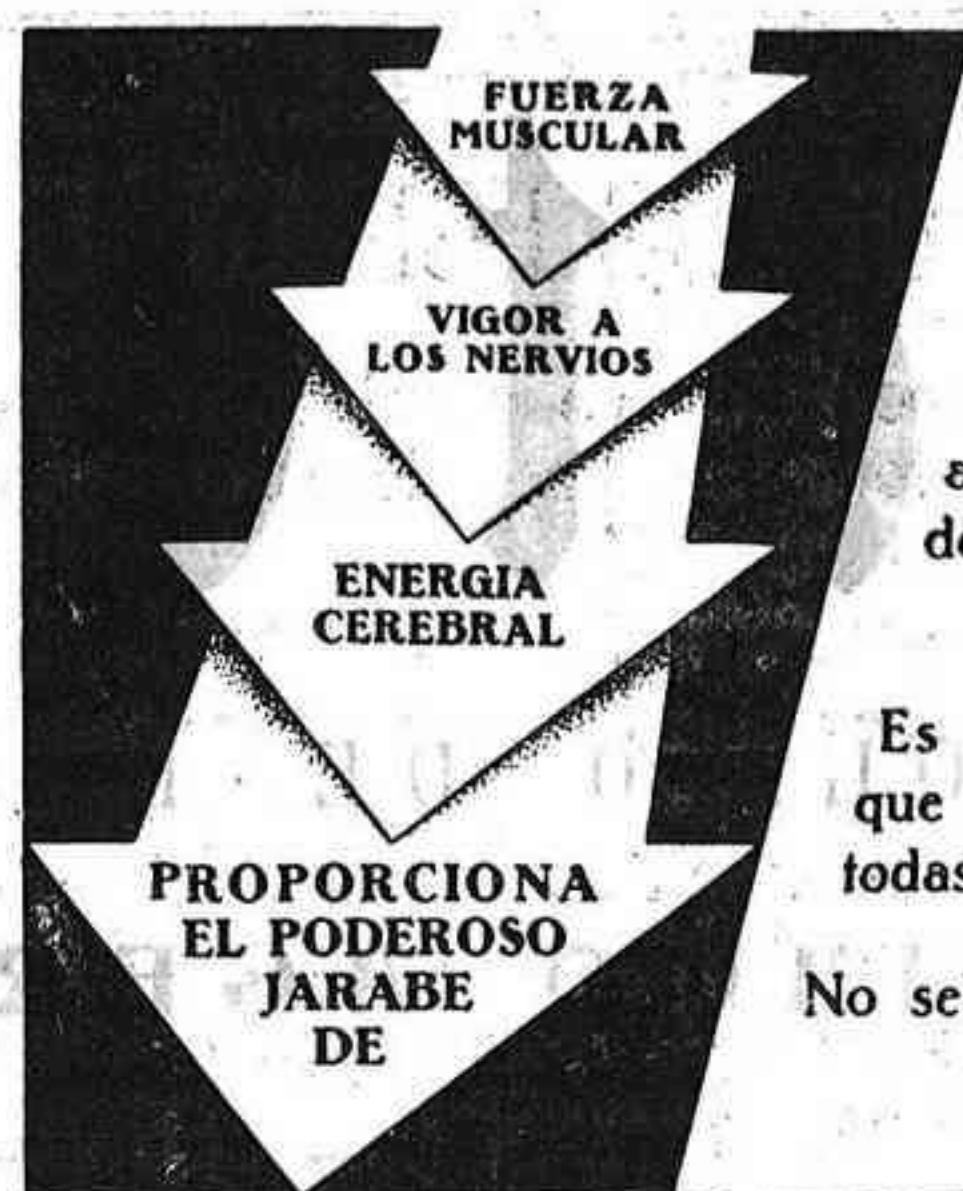 FUERZA
MUSCULAR
VIGOR A
LOS NERVIOS
ENERGIA
CEREBRAL
PROPORCIONA
EL PODEROSO
JARABE
DE
Es
que
todas
No se